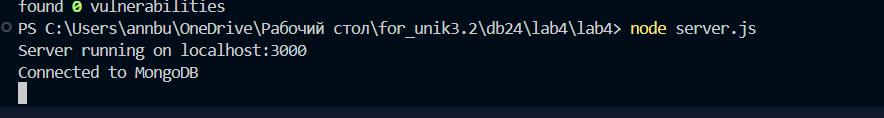 found 0 vulnerabilities
PS C:\Users\annbu\OneDrive\Рабочий стол\for_unik3.2\db24\lab4\lab4> node server.js
Server running on localhost:3000
Connected to MongoDB